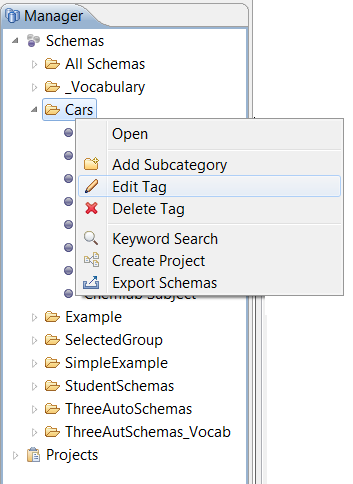 Manager
Schemas
All Schemas
_Vocabulary
Cars
Open
Add Subcategory
Edit Tag
Delete Tag
Keyword Search
Create Project
Export Schemas
Example
SelectedGroup
SimpleExample
StudentSchemas
ThreeAutoSchemas
ThreeAutSchemas_Vocab
Projects